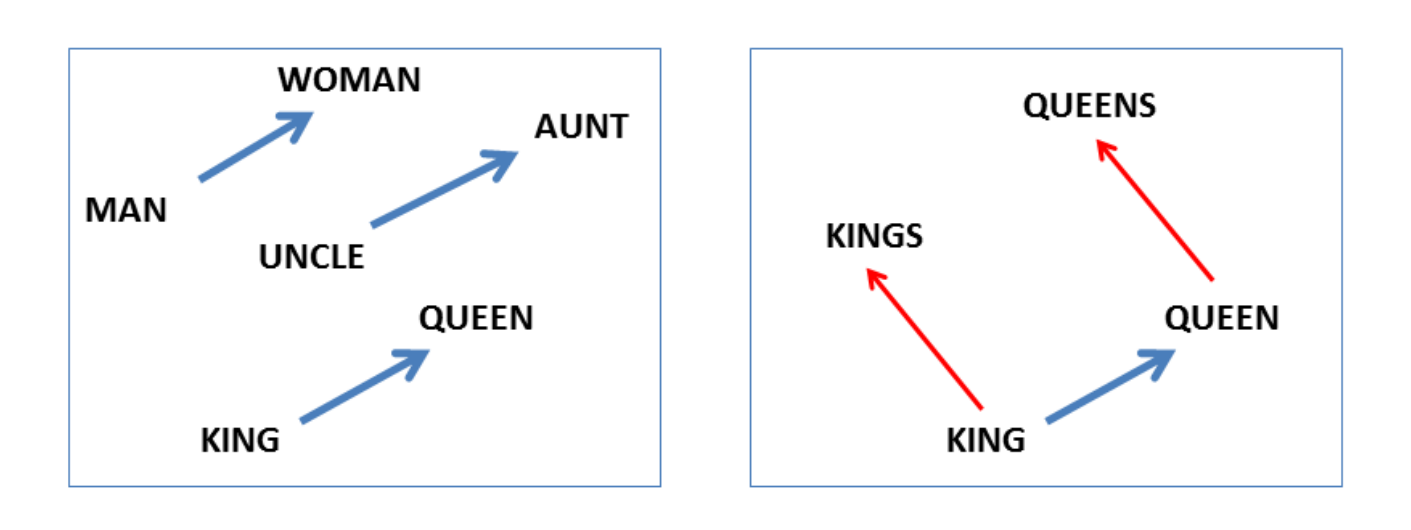 WOMAN
AUNT
MAN
UNCLE
QUEEN
KING
QUEENS
KINGS
QUEEN
KING